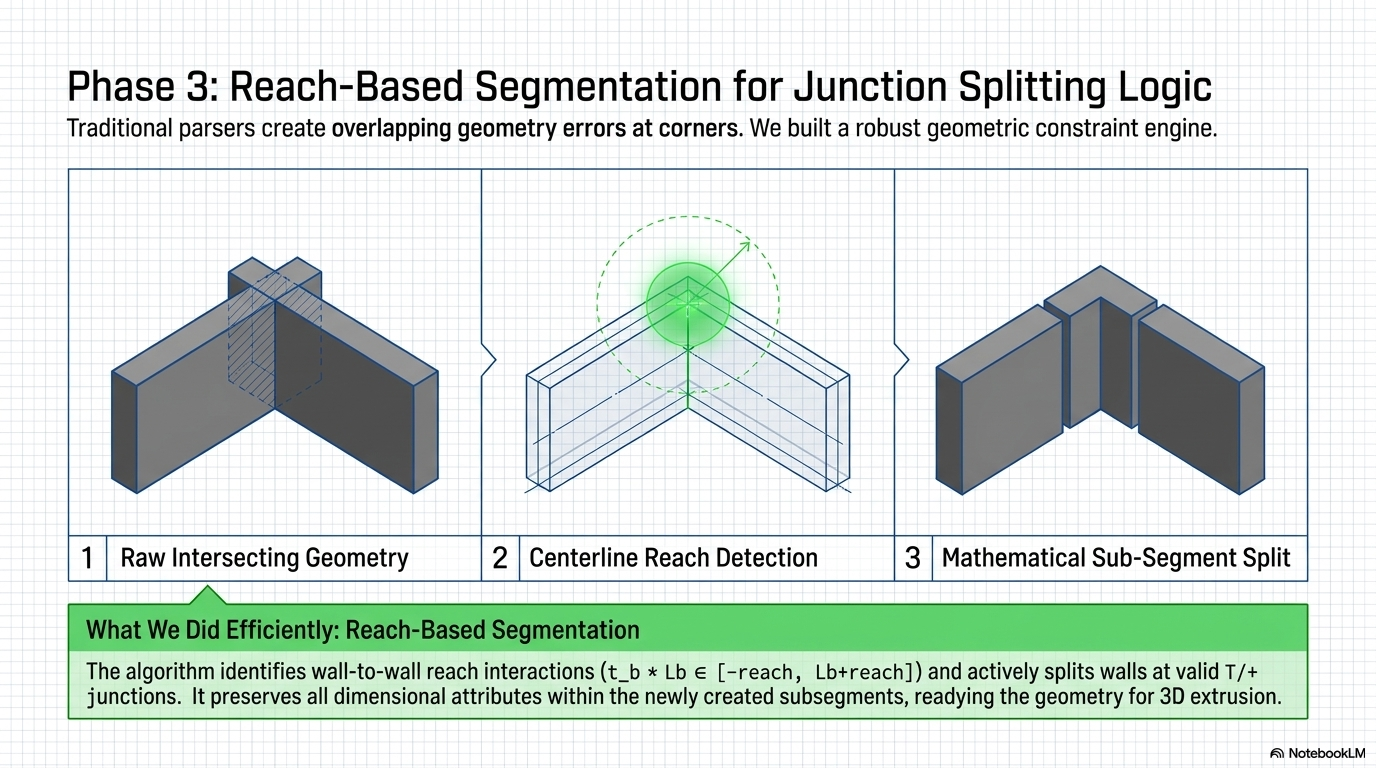 Phase 3: Reach-Based Segmentation for Junction Splitting Logic
Traditional parsers create overlapping geometry errors at corners. We built a robust geometric constraint engine.
1 Raw Intersecting Geometry
2 Centerline Reach Detection
3 Mathematical Sub-Segment Split
What We Did Efficiently: Reach-Based Segmentation
The algorithm identifies wall-to-wall reach interactions (t_b * Lb ∈ [-reach, Lb+reach]) and actively splits walls at valid T/+
junctions. It preserves all dimensional attributes within the newly created subsegments, readying the geometry for 3D extrusion.
NotebookLM